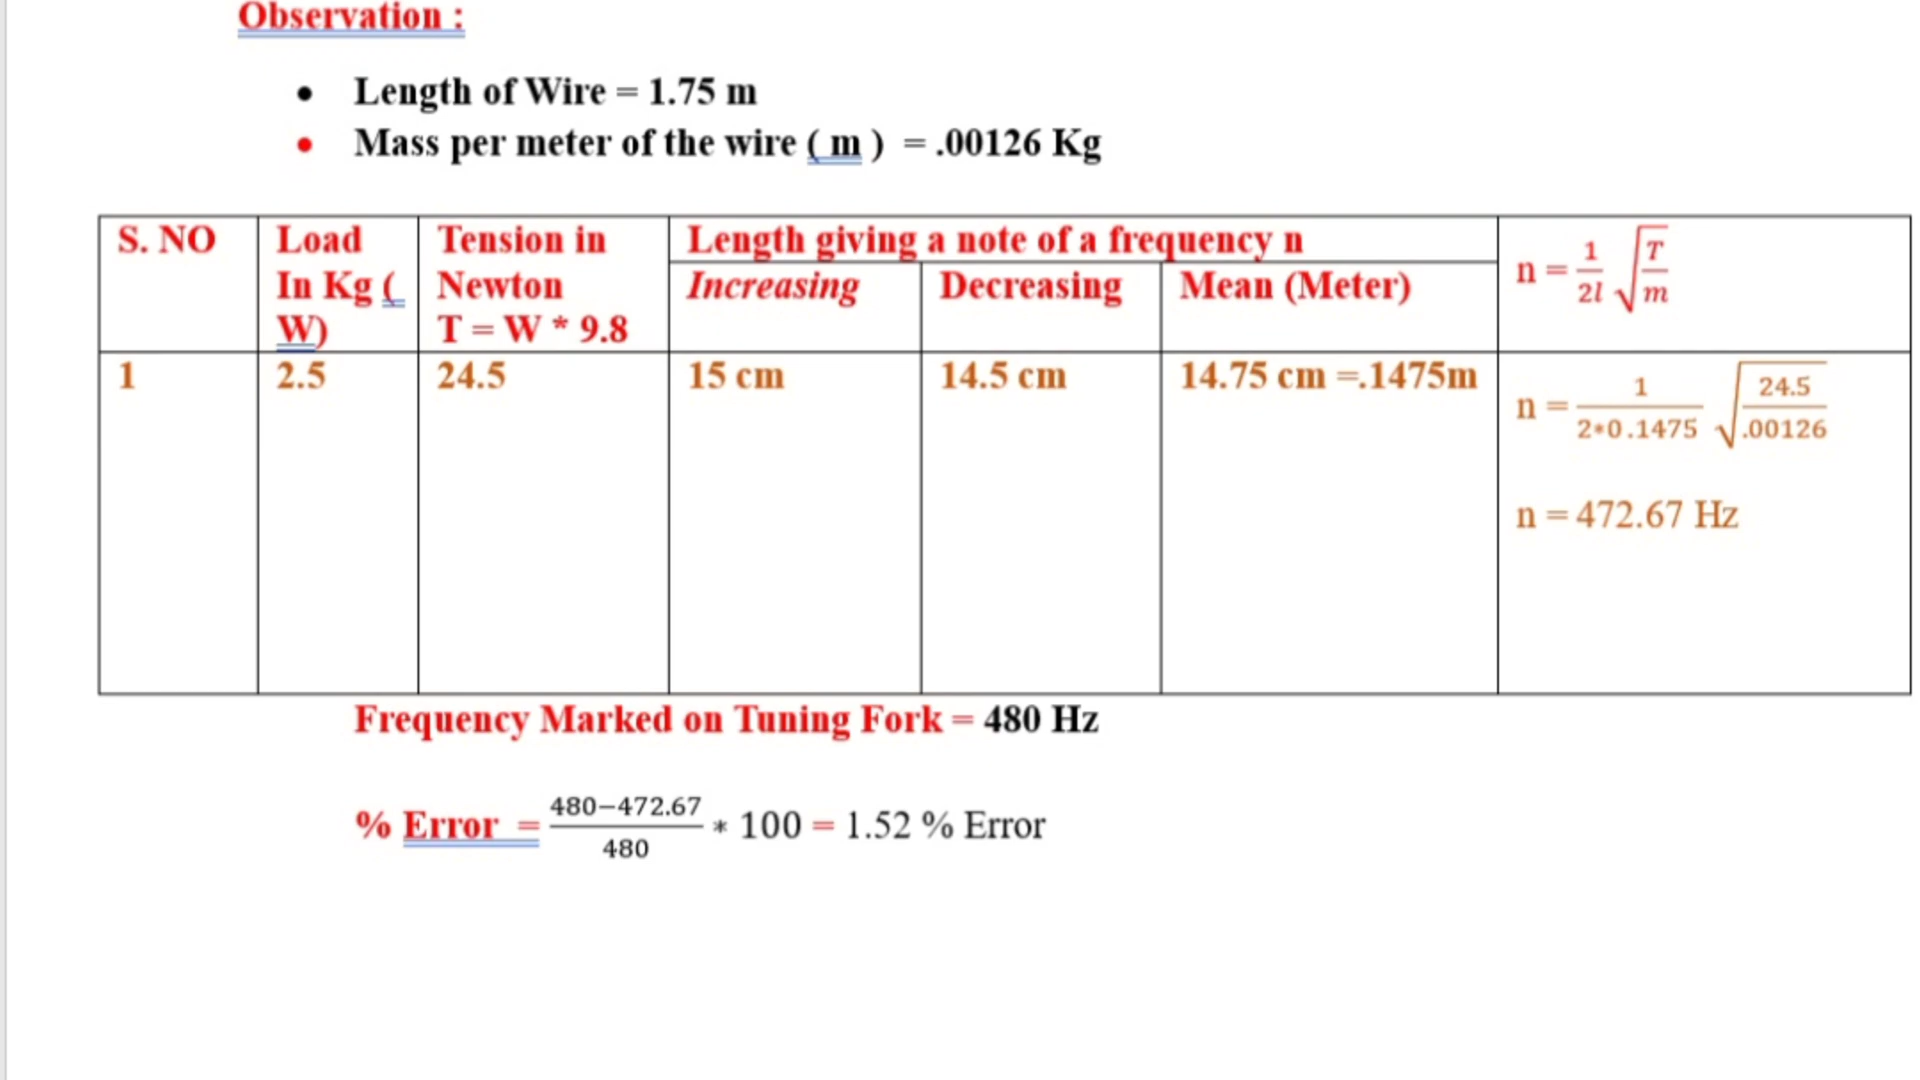 Observation :
• Length of Wire = 1.75 m
• Mass per meter of the wire ( m ) = .00126 Kg
S. NO
Load
In Kg (
W)
Tension in
Newton
T = W * 9.8
Length giving a note of a frequency n
Increasing
Decreasing
Mean (Meter)
n = 1/2l √T/m
1
2.5
24.5
15 cm
14.5 cm
14.75 cm =.1475m
n = 1/2*0.1475 √24.5/.00126
n = 472.67 Hz
Frequency Marked on Tuning Fork = 480 Hz
% Error = 480−472.67/480 * 100 = 1.52 % Error